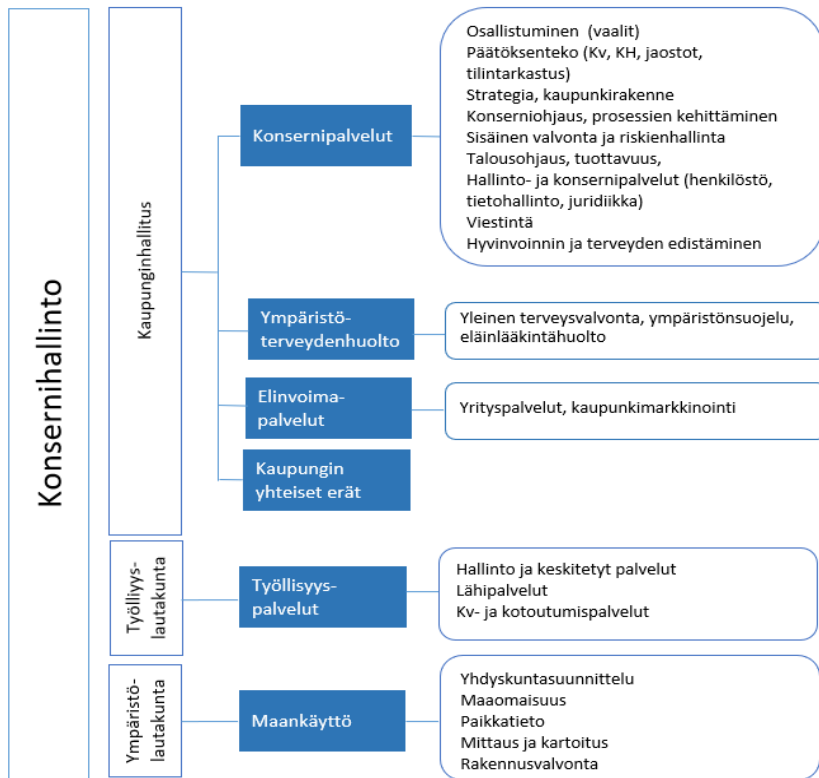 Konsernihallinto
Kaupunginhallitus
Konsernipalvelut
Osallistuminen (vaalit)
Päätöksenteko (Kv, KH, jaostot,
tilintarkastus)
Strategia, kaupunkirakenne
Konserniohjaus, prosessien kehittäminen
Sisäinen valvonta ja riskienhallinta
Talousohjaus, tuottavuus,
Hallinto- ja konsernipalvelut (henkilöstö,
tietohallinto, juridiikka)
Viestintä
Hyvinvoinnin ja terveyden edistäminen
Ympäristö-
terveydenhuolto
Yleinen terveysvalvonta, ympäristönsuojelu,
eläinlääkintähuolto
Elinvoima-
palvelut
Yrityspalvelut, kaupunkimarkkinointi
Kaupungin
yhteiset erät
Työlliyys-
lautakunta
Työllisyys-
palvelut
Hallinto ja keskitetyt palvelut
Lähipalvelut
Kv- ja kotoutumispalvelut
Ympäristö-
lautakunta
Maankäyttö
Yhdyskuntasuunnittelu
Maaomaisuus
Paikkatieto
Mittaus ja kartoitus
Rakennusvalvonta